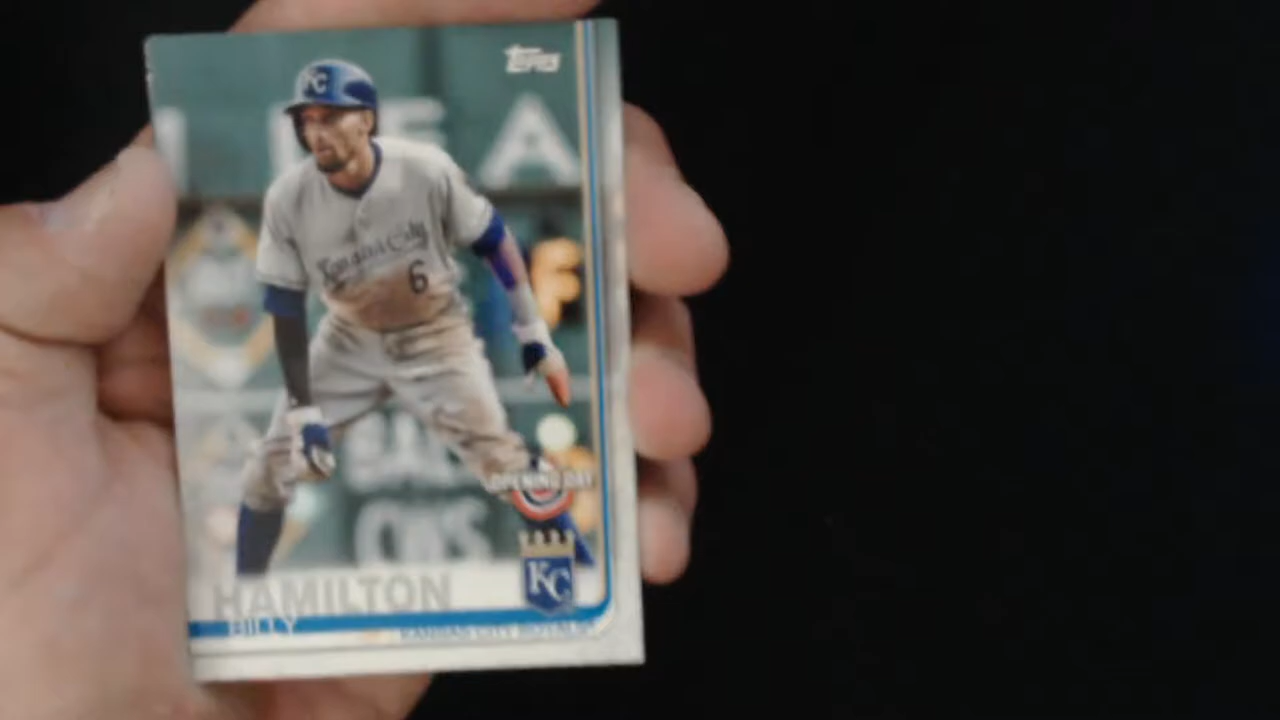 Topps
KC
Kansas City
6
OPENING DAY
KC
HAMILTON
BILLY
KANSAS CITY ROYALS